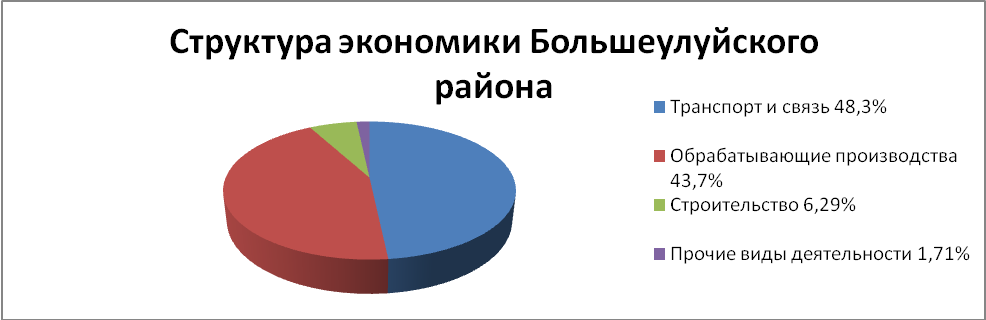 Структура экономики Большеулуйского
района
Транспорт и связь 48,3%
Обрабатывающие производства
43,7%
Строительство 6,29%
Прочие виды деятельности 1,71%